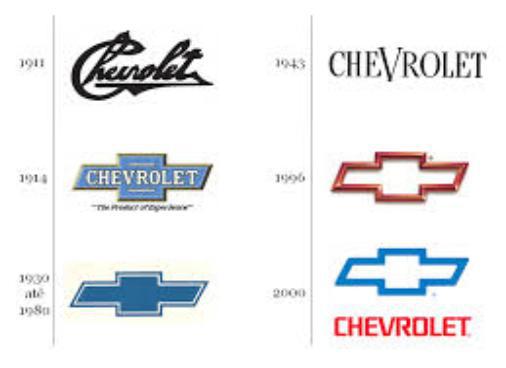 1911
Chevrolet
1914
CHEVROLET
"The Product of Experience"
1930
até
1980
1943
CHEVROLET
1996
2000
CHEVROLET